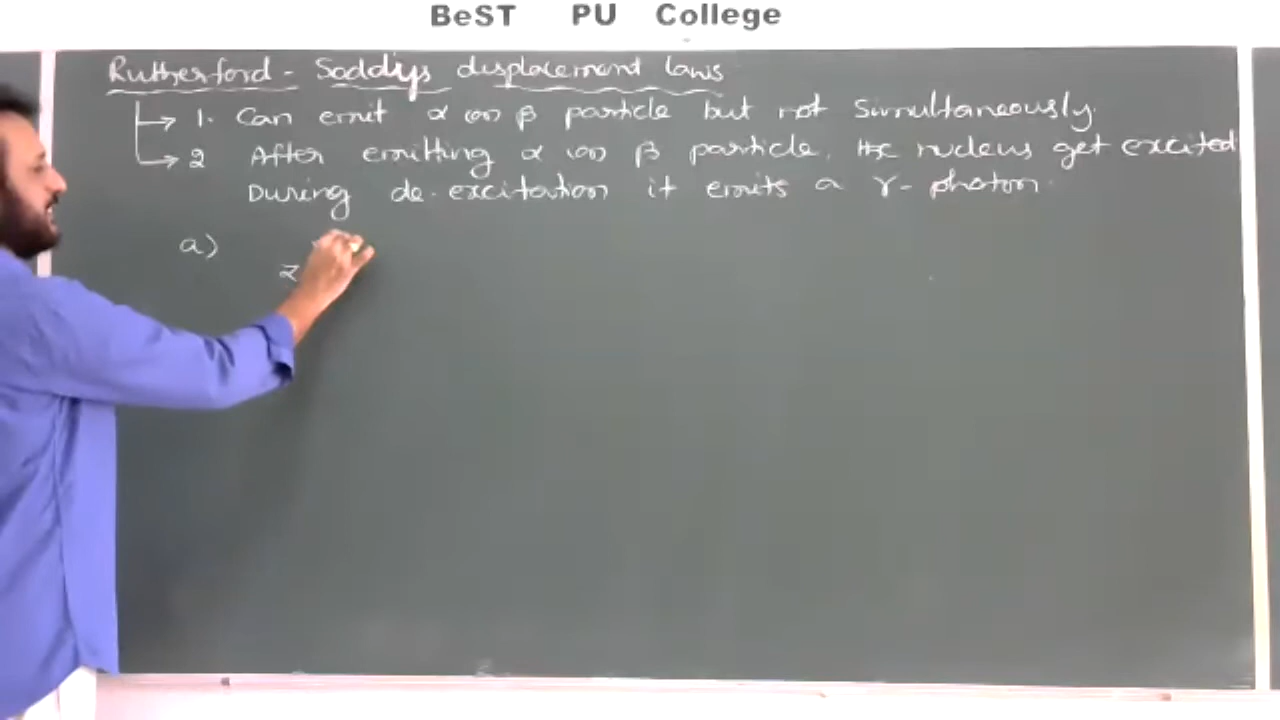 BeST PU College
Rutherford - Soddys displacement laws
1. Can emit α (or) β particle but not simultaneously.
2 After emitting α (or) β particle, the nucleus get excited
During de-excitation it emits a γ- photon.
a)
z